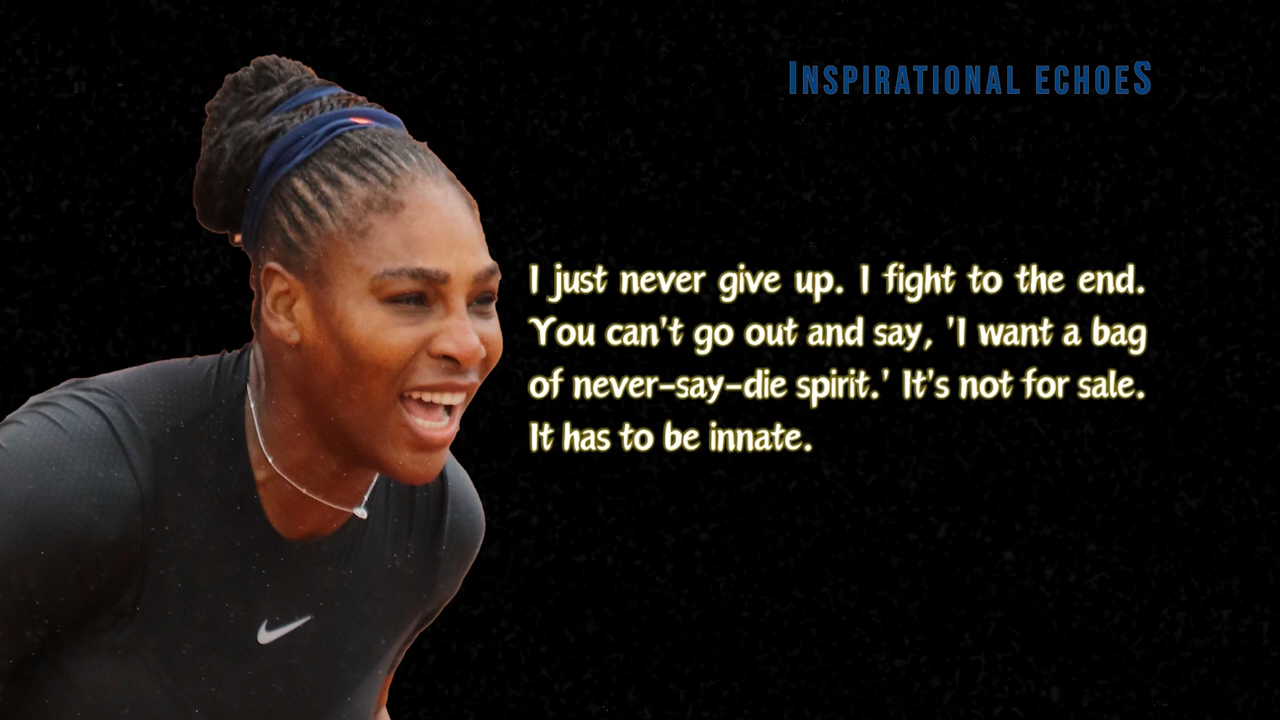 INSPIRATIONAL ECHOES
I just never give up. I fight to the end.
You can't go out and say, 'I want a bag
of never-say-die spirit.' It's not for sale.
It has to be innate.